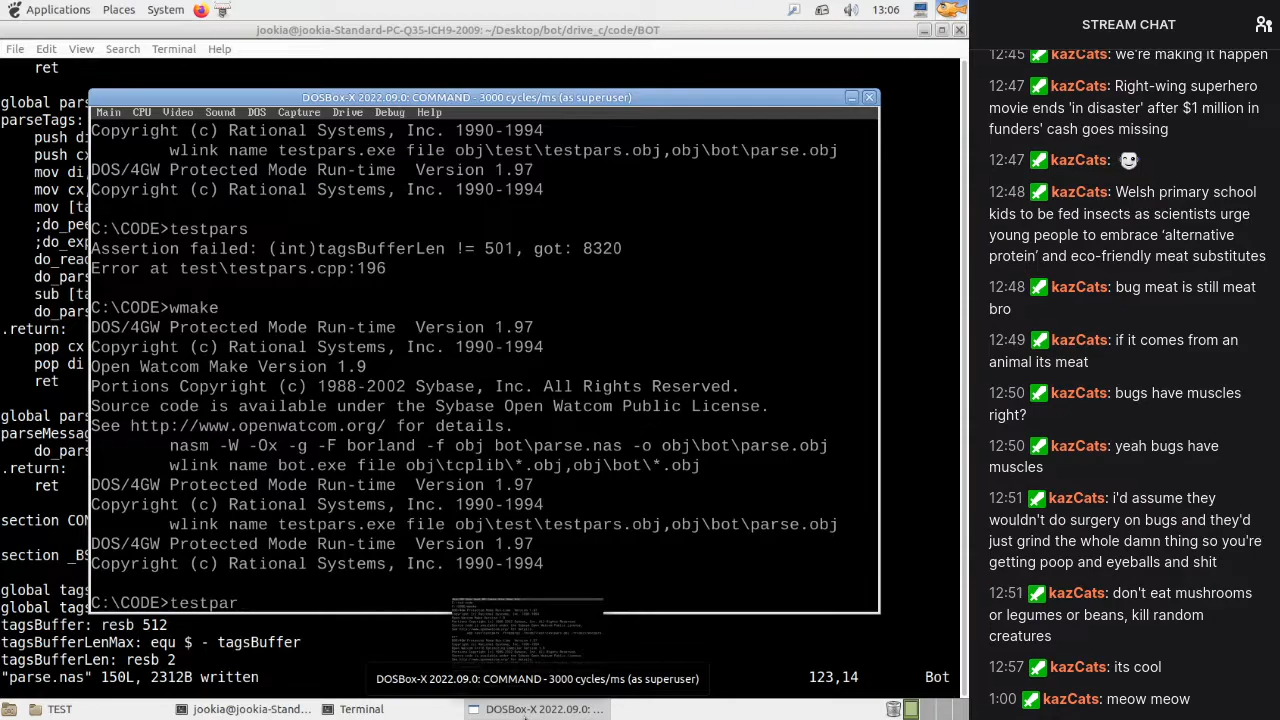 Applications Places System 13:06
jookia@jookia-Standard-PC-Q35-ICH9-2009: ~/Desktop/bot/drive_c/code/BOT
File Edit View Search Terminal Help
ret
global pars
parseTags:
push di
push cx
mov di,
mov cx,
mov [ta
;do_pee
;do_exp
do_read
do_pars
sub [ta
do_pars
.return:
pop cx
pop di
ret
global pars
parseMessag
do_pars
.return:
ret
section CON
section _BS
global tags
global tags
tagsBuffer: resb 512
tagsBufferLen: resb 2
"parse.nas" 150L, 2312B written
123,14
Bot
DOSBox-X 2022.09.0: COMMAND - 3000 cycles/ms (as superuser)
Main CPU Video Sound DOS Capture Drive Debug Help
Copyright (c) Rational Systems, Inc. 1990-1994
wlink name testpars.exe file obj\test\testpars.obj,obj\bot\parse.obj
DOS/4GW Protected Mode Run-time Version 1.97
Copyright (c) Rational Systems, Inc. 1990-1994
C:\CODE>testpars
Assertion failed: (int)tagsBufferLen != 501, got: 8320
Error at test\testpars.cpp:196
C:\CODE>wmake
DOS/4GW Protected Mode Run-time Version 1.97
Copyright (c) Rational Systems, Inc. 1990-1994
Open Watcom Make Version 1.9
Portions Copyright (c) 1988-2002 Sybase, Inc. All Rights Reserved.
Source code is available under the Sybase Open Watcom Public License.
See http://www.openwatcom.org/ for details.
nasm -W -Ox -g -F borland -f obj bot\parse.nas -o obj\bot\parse.obj
wlink name bot.exe file obj\tcplib\*.obj,obj\bot\*.obj
DOS/4GW Protected Mode Run-time Version 1.97
Copyright (c) Rational Systems, Inc. 1990-1994
wlink name testpars.exe file obj\test\testpars.obj,obj\bot\parse.obj
DOS/4GW Protected Mode Run-time Version 1.97
Copyright (c) Rational Systems, Inc. 1990-1994
C:\CODE>testpar
DOSBox-X 2022.09.0: COMMAND - 3000 cycles/ms (as superuser)
TEST
jookia@jookia-Stand...
Terminal
DOSBox-X 2022.09.0: ...
STREAM CHAT
12:45 kazCats: we're making it happen
12:47 kazCats: Right-wing superhero
movie ends 'in disaster' after $1 million in
funders' cash goes missing
12:47 kazCats:
12:48 kazCats: Welsh primary school
kids to be fed insects as scientists urge
young people to embrace ‘alternative
protein’ and eco-friendly meat substitutes
12:48 kazCats: bug meat is still meat
bro
12:49 kazCats: if it comes from an
animal its meat
12:50 kazCats: bugs have muscles
right?
12:50 kazCats: yeah bugs have
muscles
12:51 kazCats: i'd assume they
wouldn't do surgery on bugs and they'd
just grind the whole damn thing so you're
getting poop and eyeballs and shit
12:51 kazCats: don't eat mushrooms
or legumes or beans, kill small
creatures
12:57 kazCats: its cool
1:00 kazCats: meow meow